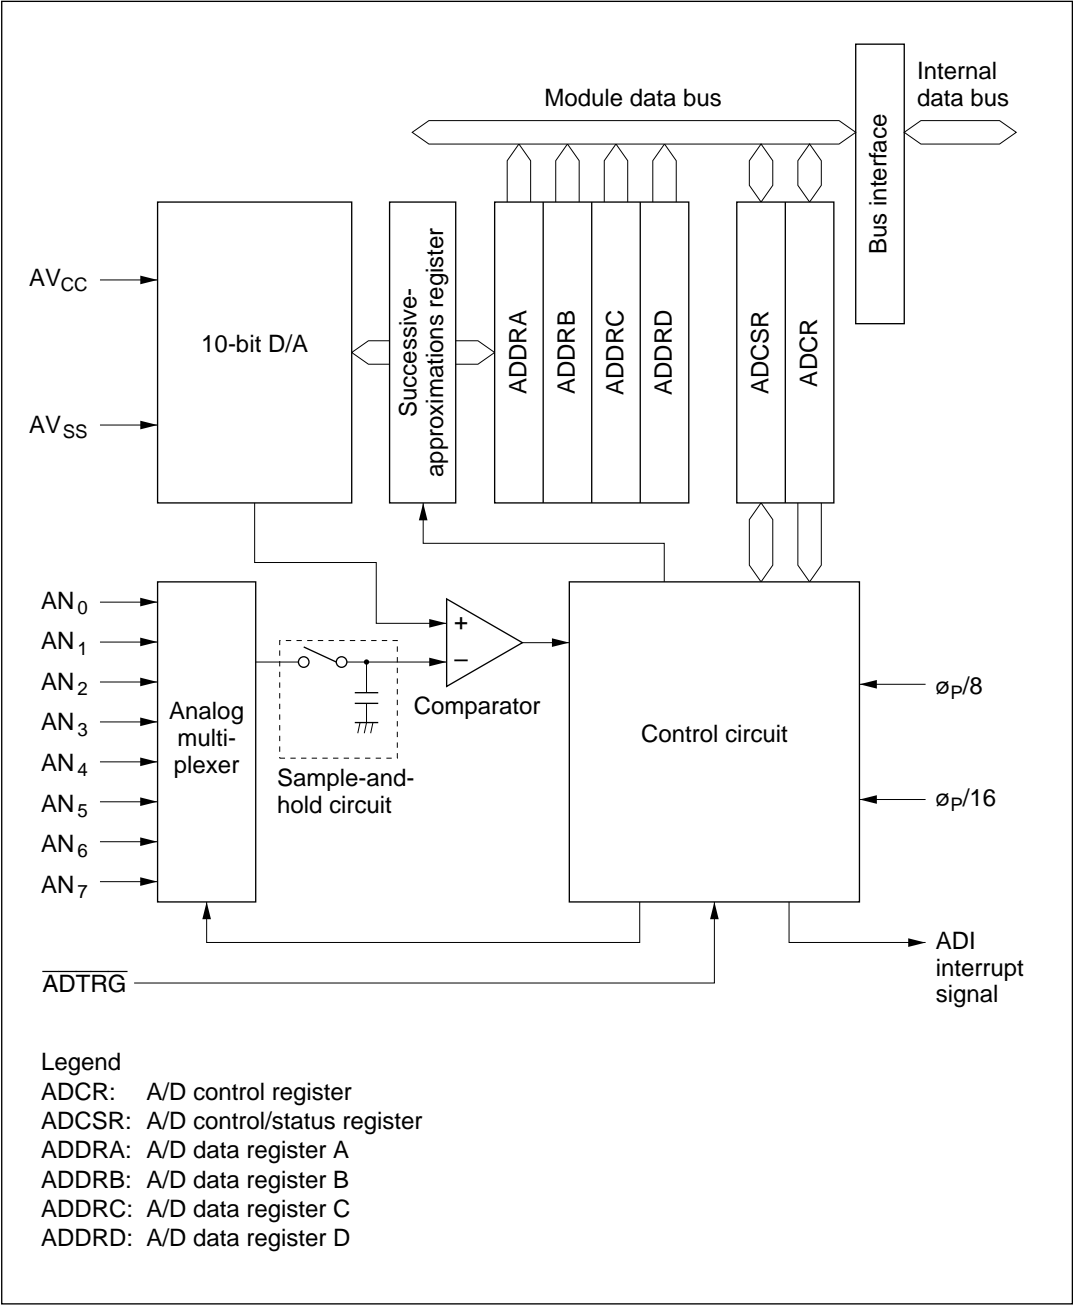 Internal
data bus
Module data bus
Bus interface
AVCC
AVSS
10-bit D/A
Successive-
approximations register
ADDRA
ADDRB
ADDRC
ADDRD
ADCSR
ADCR
AN0
AN1
AN2
AN3
AN4
AN5
AN6
AN7
Analog
multi-
plexer
+
−
Comparator
Sample-and-
hold circuit
Control circuit
øP/8
øP/16
ADI
interrupt
signal
ADTRG
Legend
ADCR: A/D control register
ADCSR: A/D control/status register
ADDRA: A/D data register A
ADDRB: A/D data register B
ADDRC: A/D data register C
ADDRD: A/D data register D